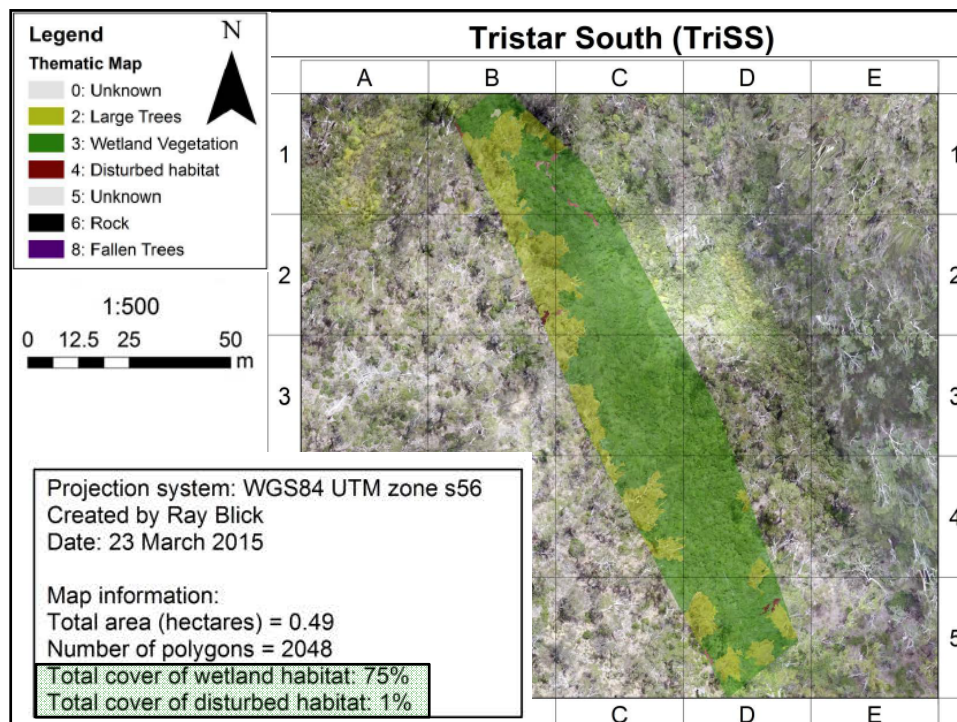 Legend
N
Thematic Map
0: Unknown
2: Large Trees
3: Wetland Vegetation
4: Disturbed habitat
5: Unknown
6: Rock
8: Fallen Trees
1:500
0 12.5 25 50
m
Tristar South (TriSS)
A B C D E
1 1
2 2
3 3
4
5
C D E
Projection system: WGS84 UTM zone s56
Created by Ray Blick
Date: 23 March 2015
Map information:
Total area (hectares) = 0.49
Number of polygons = 2048
Total cover of wetland habitat: 75%
Total cover of disturbed habitat: 1%